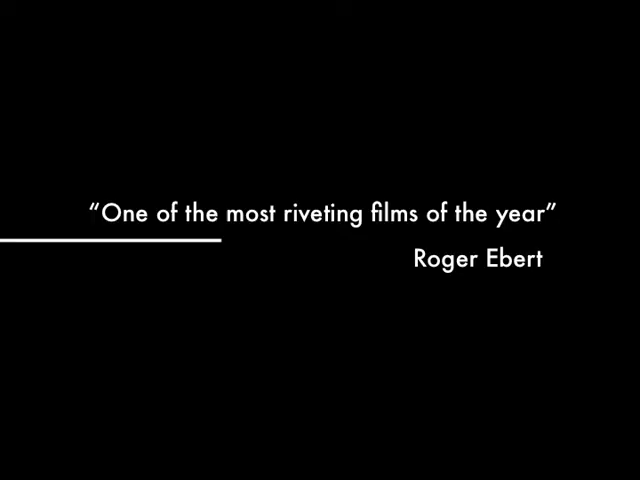 “One of the most riveting films of the year”
Roger Ebert